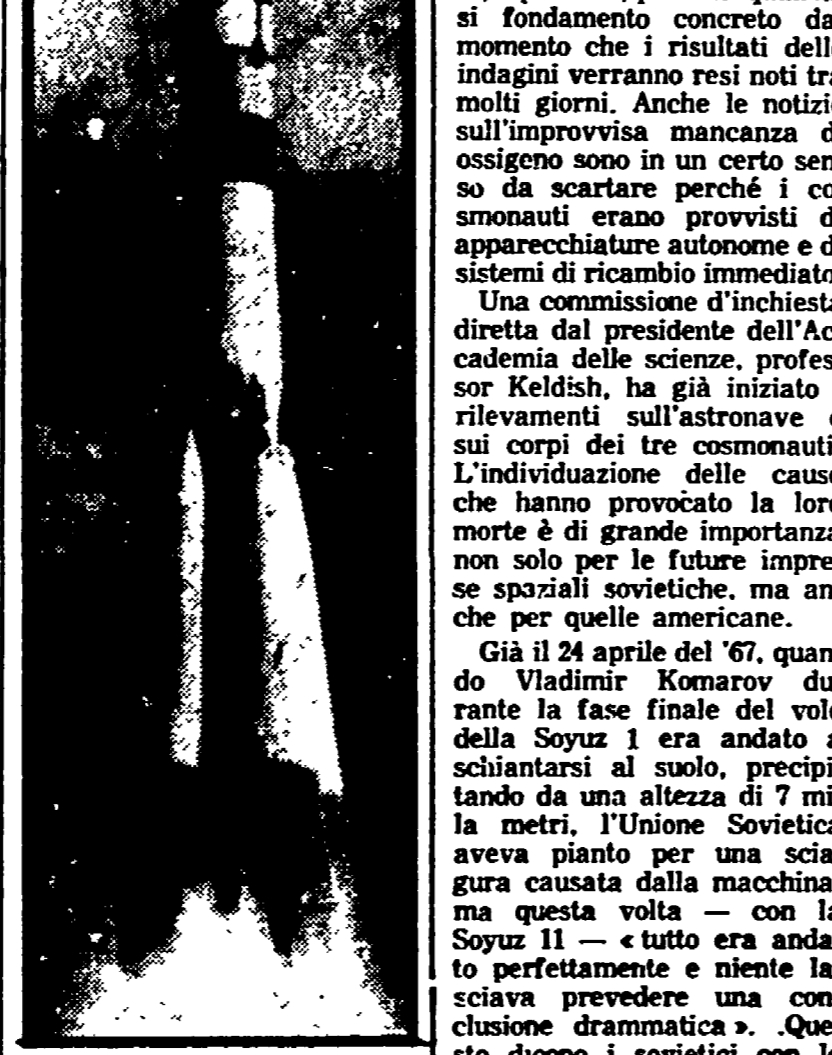 si fondamento concreto da
momento che i risultati dell
indagini verranno resi noti tra
molti giorni. Anche le notizi
sull'improvvisa mancanza d
ossigeno sono in un certo sen
so da scartare perché i co
smonauti erano provvisti d
apparecchiature autonome e d
sistemi di ricambio immediato
Una commissione d'inchiesta
diretta dal presidente dell'Ac
cademia delle scienze, profes
sor Keldish, ha già iniziato
rilevamenti sull'astronave e
sui corpi dei tre cosmonauti
L'individuazione delle cause
che hanno provocato la loro
morte è di grande importanza
non solo per le future impre
se spaziali sovietiche, ma an
che per quelle americane.
Già il 24 aprile del '67, quan
do Vladimir Komarov du
rante la fase finale del volo
della Soyuz 1 era andato a
schiantarsi al suolo, precipi
tando da una altezza di 7 mi
la metri, l'Unione Sovietica
aveva pianto per una scia
gura causata dalla macchina
ma questa volta — con la
Soyuz 11 — « tutto era anda
to perfettamente e niente la
sciava prevedere una con
clusione drammatica ». .Que
sto dicono i sovietici con